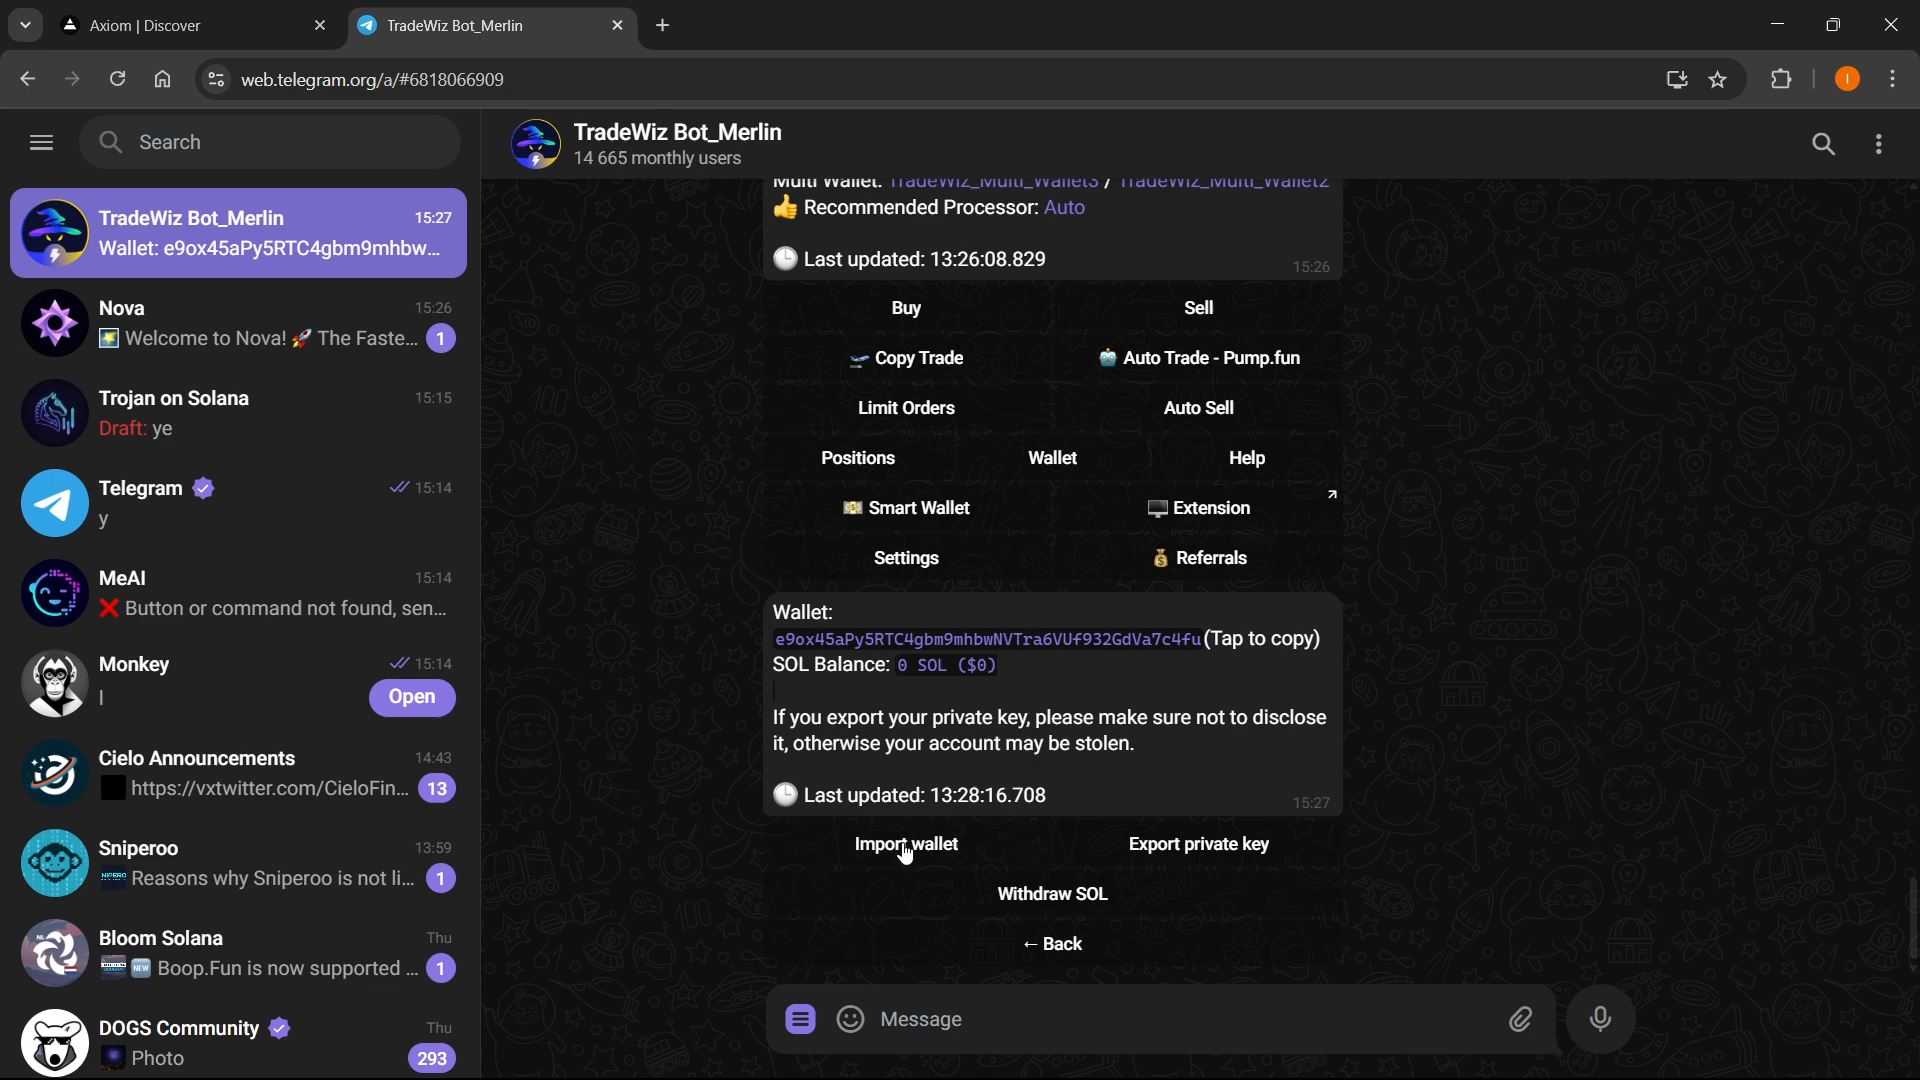 Axiom | Discover
TradeWiz Bot_Merlin
web.telegram.org/a/#6818066909
I
Search
TradeWiz Bot_Merlin 15:27
Wallet: e9ox45aPy5RTC4gbm9mhbw...
Nova 15:26
Welcome to Nova! 🚀 The Faste... 1
Trojan on Solana 15:15
Draft: ye
Telegram 15:14
y
MeAI 15:14
❌ Button or command not found, sen...
Monkey 15:14
I
Open
Cielo Announcements 14:43
https://vxtwitter.com/CieloFin... 13
Sniperoo 13:59
Reasons why Sniperoo is not li... 1
Bloom Solana Thu
🆕 Boop.Fun is now supported ... 1
DOGS Community Thu
Photo 293
TradeWiz Bot_Merlin
14 665 monthly users
Multi Wallet: TradeWiz_Multi_Wallet3 / TradeWiz_Multi_Wallet2
👍 Recommended Processor: Auto
🕒 Last updated: 13:26:08.829
15:26
Buy Sell
Copy Trade 🤖 Auto Trade - Pump.fun
Limit Orders Auto Sell
Positions Wallet Help
💵 Smart Wallet 🖥️ Extension
Settings 💰 Referrals
Wallet:
e9ox45aPy5RTC4gbm9mhbwNVTra6VUf932GdVa7c4fu (Tap to copy)
SOL Balance: 0 SOL ($0)
If you export your private key, please make sure not to disclose
it, otherwise your account may be stolen.
🕒 Last updated: 13:28:16.708
15:27
Import wallet Export private key
Withdraw SOL
← Back
Message